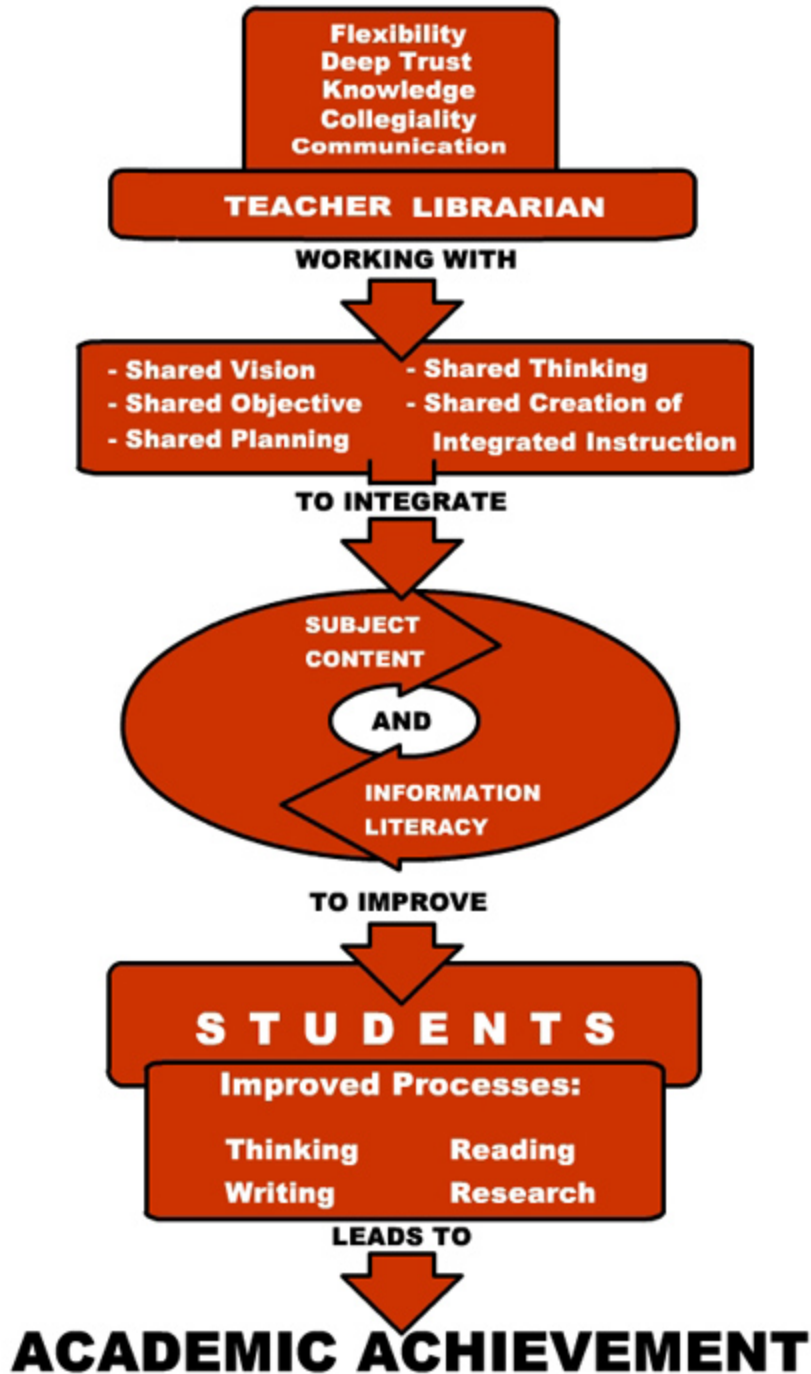 Flexibility
Deep Trust
Knowledge
Collegiality
Communication
TEACHER LIBRARIAN
WORKING WITH
- Shared Vision
- Shared Objective
- Shared Planning
- Shared Thinking
- Shared Creation of
Integrated Instruction
TO INTEGRATE
SUBJECT
CONTENT
AND
INFORMATION
LITERACY
TO IMPROVE
STUDENTS
Improved Processes:
Thinking
Writing
Reading
Research
LEADS TO
ACADEMIC ACHIEVEMENT